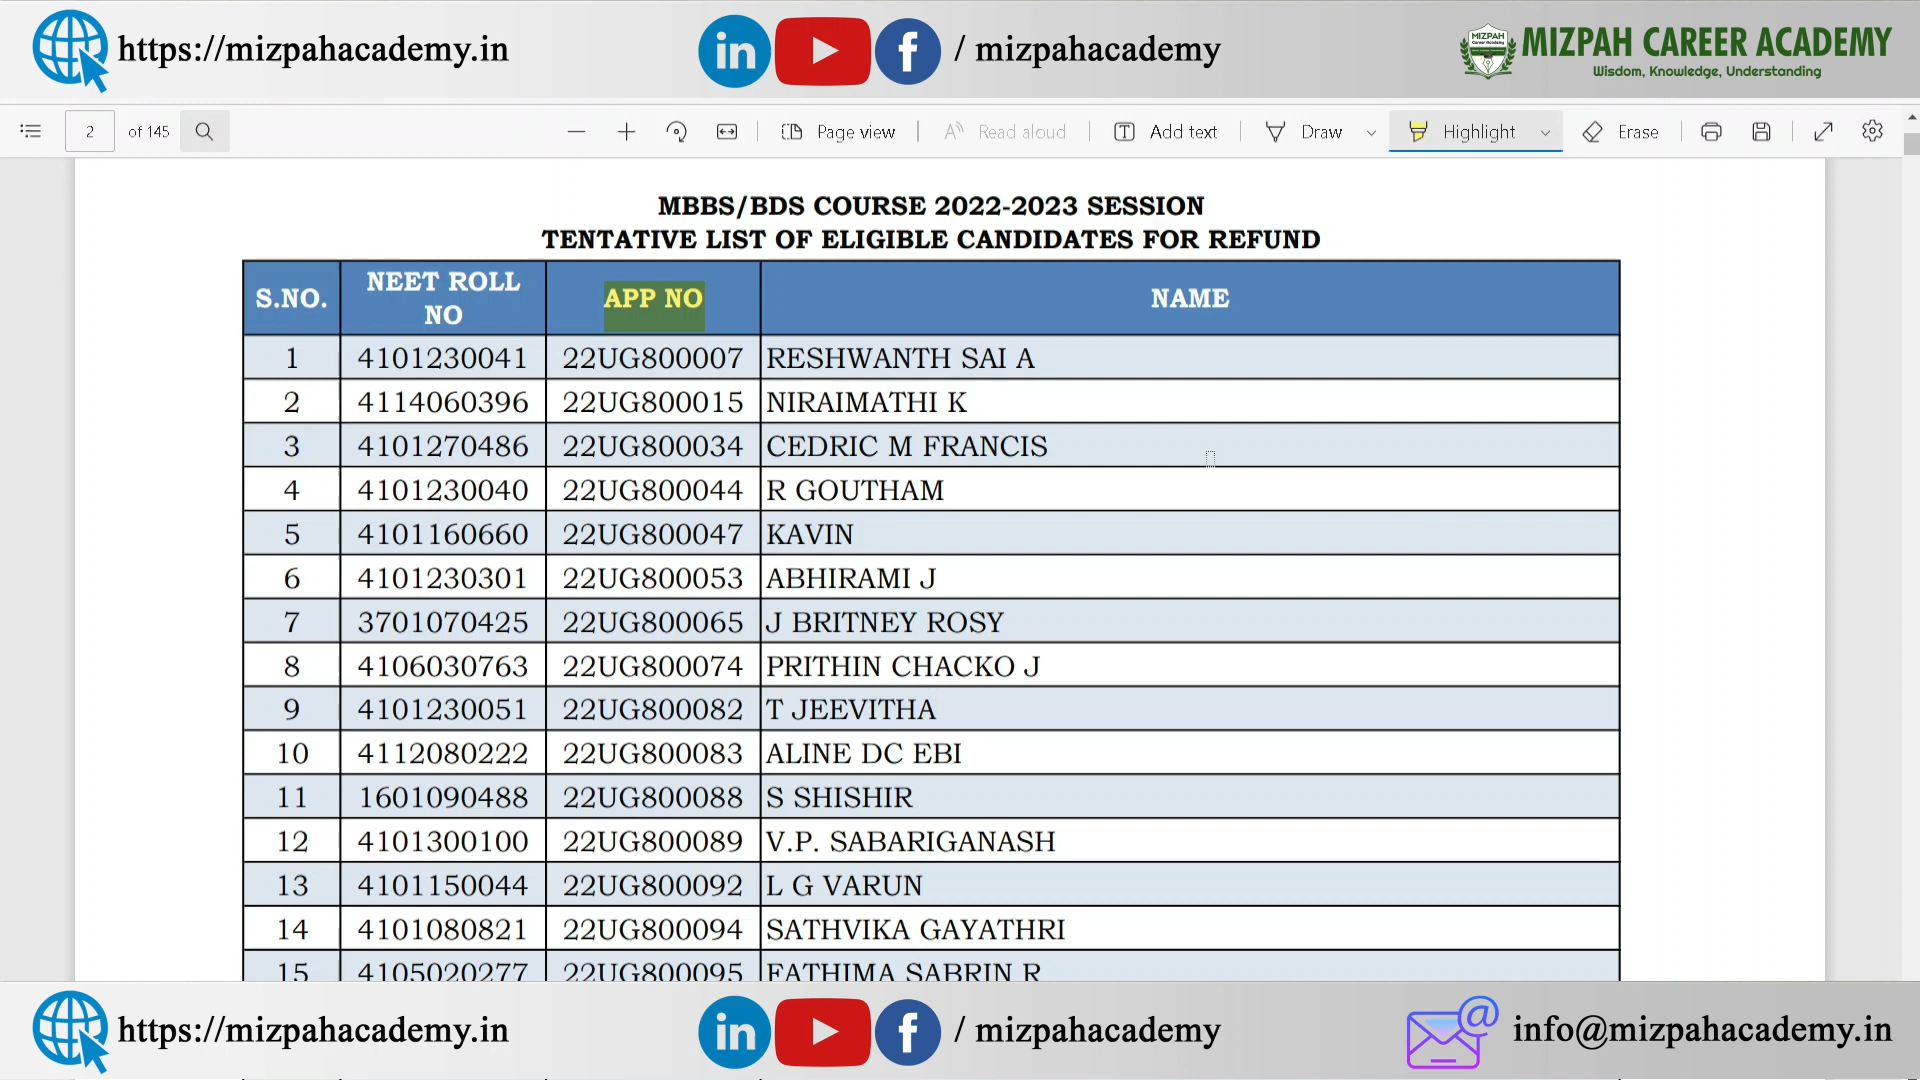 https://mizpahacademy.in
in f / mizpahacademy
MIZPAH
Career Academy
MIZPAH CAREER ACADEMY
Wisdom, Knowledge, Understanding
2 of 145 Page view Read aloud Add text Draw Highlight Erase
MBBS/BDS COURSE 2022-2023 SESSION
TENTATIVE LIST OF ELIGIBLE CANDIDATES FOR REFUND
S.NO. NEET ROLL NO APP NO NAME
1 4101230041 22UG800007 RESHWANTH SAI A
2 4114060396 22UG800015 NIRAIMATHI K
3 4101270486 22UG800034 CEDRIC M FRANCIS
4 4101230040 22UG800044 R GOUTHAM
5 4101160660 22UG800047 KAVIN
6 4101230301 22UG800053 ABHIRAMI J
7 3701070425 22UG800065 J BRITNEY ROSY
8 4106030763 22UG800074 PRITHIN CHACKO J
9 4101230051 22UG800082 T JEEVITHA
10 4112080222 22UG800083 ALINE DC EBI
11 1601090488 22UG800088 S SHISHIR
12 4101300100 22UG800089 V.P. SABARIGANASH
13 4101150044 22UG800092 L G VARUN
14 4101080821 22UG800094 SATHVIKA GAYATHRI
15 4105020277 22UG800095 FATHIMA SABRIN R
https://mizpahacademy.in
in f / mizpahacademy
@ info@mizpahacademy.in